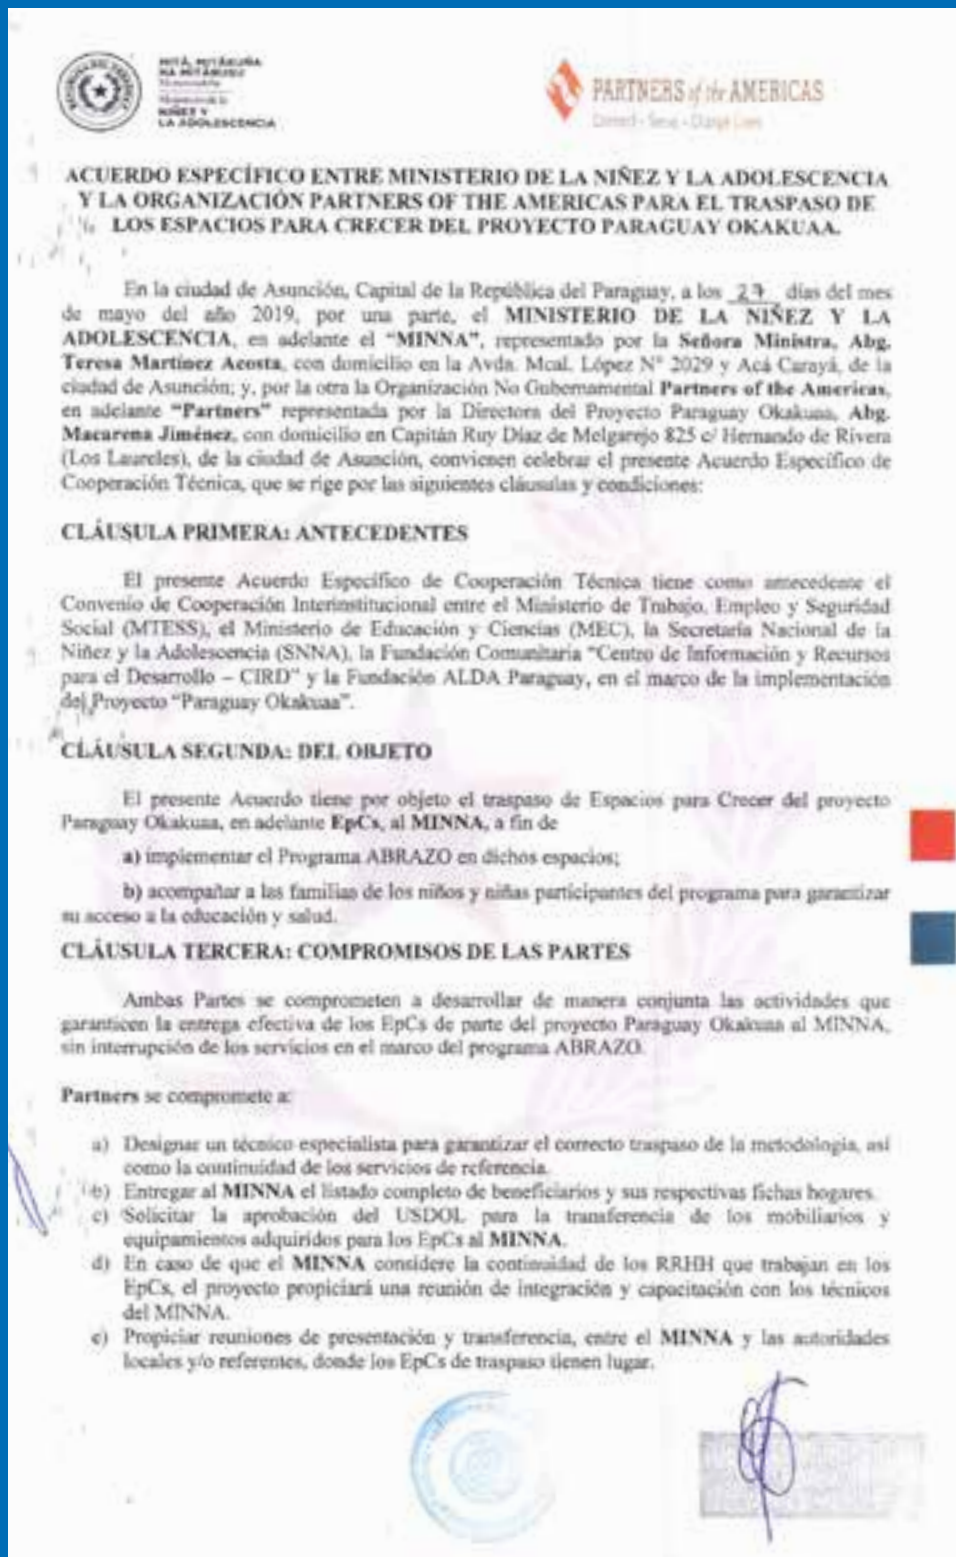 MITÃ, MITÃKUÑA
HA MITÃRUSU
NIÑEZ Y
LA ADOLESCENCIA
PARTNERS of the AMERICAS
Connect - Serve - Change Lives
ACUERDO ESPECÍFICO ENTRE MINISTERIO DE LA NIÑEZ Y LA ADOLESCENCIA
Y LA ORGANIZACIÓN PARTNERS OF THE AMERICAS PARA EL TRASPASO DE
LOS ESPACIOS PARA CRECER DEL PROYECTO PARAGUAY OKAKUAA.
En la ciudad de Asunción, Capital de la República del Paraguay, a los 27 días del mes
de mayo del año 2019, por una parte, el MINISTERIO DE LA NIÑEZ Y LA
ADOLESCENCIA, en adelante el “MINNA”, representado por la Señora Ministra, Abg.
Teresa Martínez Acosta, con domicilio en la Avda. Mcal. López N° 2029 y Acá Carayá, de la
ciudad de Asunción; y, por la otra la Organización No Gubernamental Partners of the Americas,
en adelante “Partners” representada por la Directora del Proyecto Paraguay Okakuaa, Abg.
Macarena Jiménez, con domicilio en Capitán Ruy Díaz de Melgarejo 825 c/ Hernando de Rivera
(Los Laureles), de la ciudad de Asunción, convienen celebrar el presente Acuerdo Específico de
Cooperación Técnica, que se rige por las siguientes cláusulas y condiciones:
CLÁUSULA PRIMERA: ANTECEDENTES
El presente Acuerdo Específico de Cooperación Técnica tiene como antecedente el
Convenio de Cooperación Interinstitucional entre el Ministerio de Trabajo, Empleo y Seguridad
Social (MTESS), el Ministerio de Educación y Ciencias (MEC), la Secretaría Nacional de la
Niñez y la Adolescencia (SNNA), la Fundación Comunitaria “Centro de Información y Recursos
para el Desarrollo – CIRD” y la Fundación ALDA Paraguay, en el marco de la implementación
del Proyecto “Paraguay Okakuaa”.
CLÁUSULA SEGUNDA: DEL OBJETO
El presente Acuerdo tiene por objeto el traspaso de Espacios para Crecer del proyecto
Paraguay Okakuaa, en adelante EpCs, al MINNA, a fin de
a) implementar el Programa ABRAZO en dichos espacios;
b) acompañar a las familias de los niños y niñas participantes del programa para garantizar
su acceso a la educación y salud.
CLÁUSULA TERCERA: COMPROMISOS DE LAS PARTES
Ambas Partes se comprometen a desarrollar de manera conjunta las actividades que
garanticen la entrega efectiva de los EpCs de parte del proyecto Paraguay Okakuaa al MINNA,
sin interrupción de los servicios en el marco del programa ABRAZO.
Partners se compromete a:
a) Designar un técnico especialista para garantizar el correcto traspaso de la metodología, así
como la continuidad de los servicios de referencia.
b) Entregar al MINNA el listado completo de beneficiarios y sus respectivas fichas hogares.
c) Solicitar la aprobación del USDOL para la transferencia de los mobiliarios y
equipamientos adquiridos para los EpCs al MINNA.
d) En caso de que el MINNA considere la continuidad de los RRHH que trabajan en los
EpCs, el proyecto propiciará una reunión de integración y capacitación con los técnicos
del MINNA.
e) Propiciar reuniones de presentación y transferencia, entre el MINNA y las autoridades
locales y/o referentes, donde los EpCs de traspaso tienen lugar.